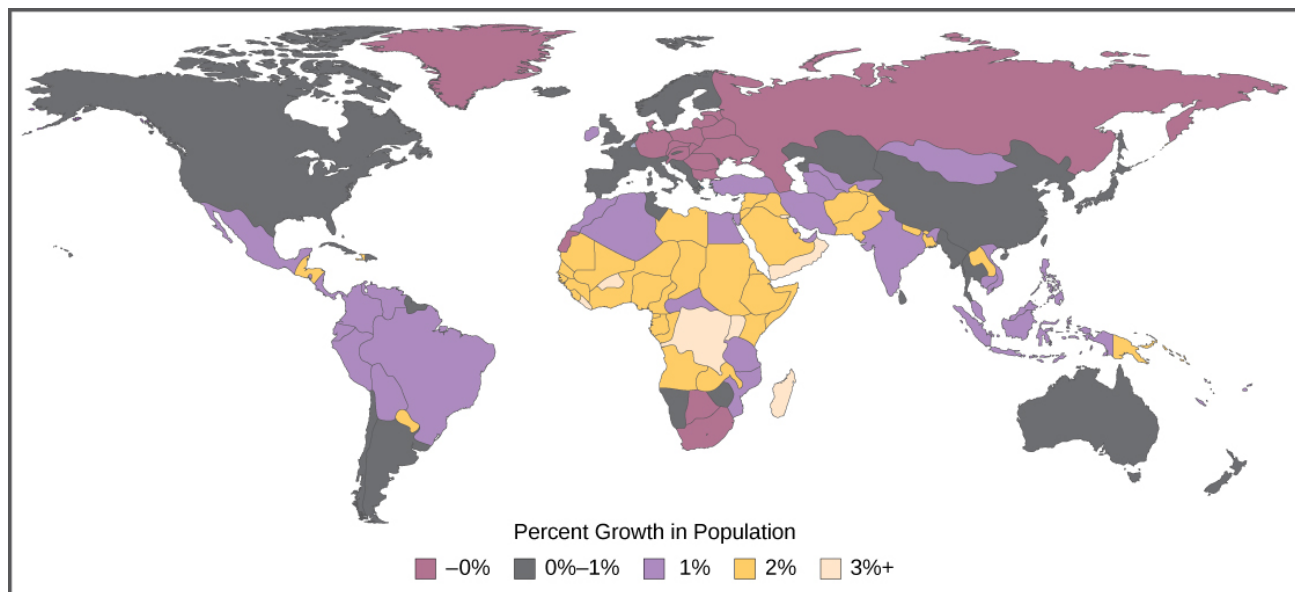 Percent Growth in Population
–0% 0%–1% 1% 2% 3%+